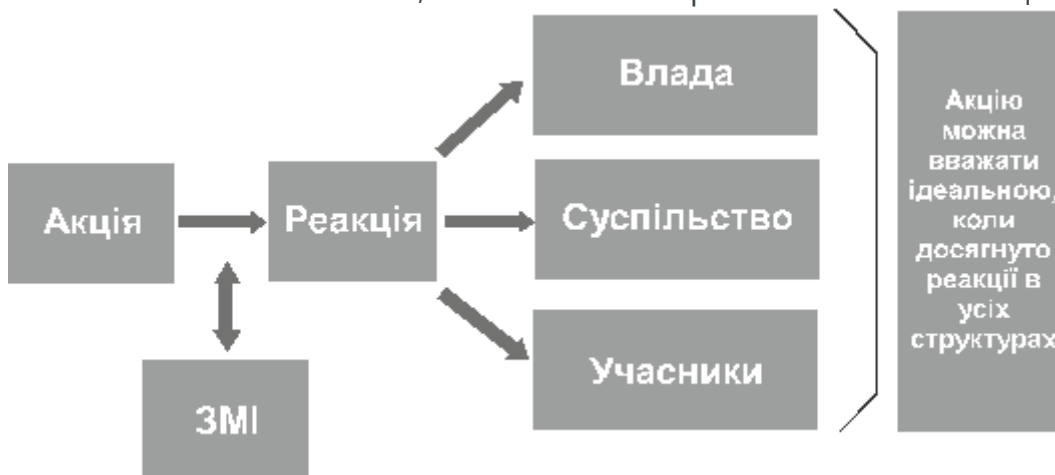 Влада
Акція
Реакція
Суспільство
Учасники
ЗМІ
Акцію
можна
вважати
ідеальною,
коли
досягнуто
реакції в
усіх
структурах